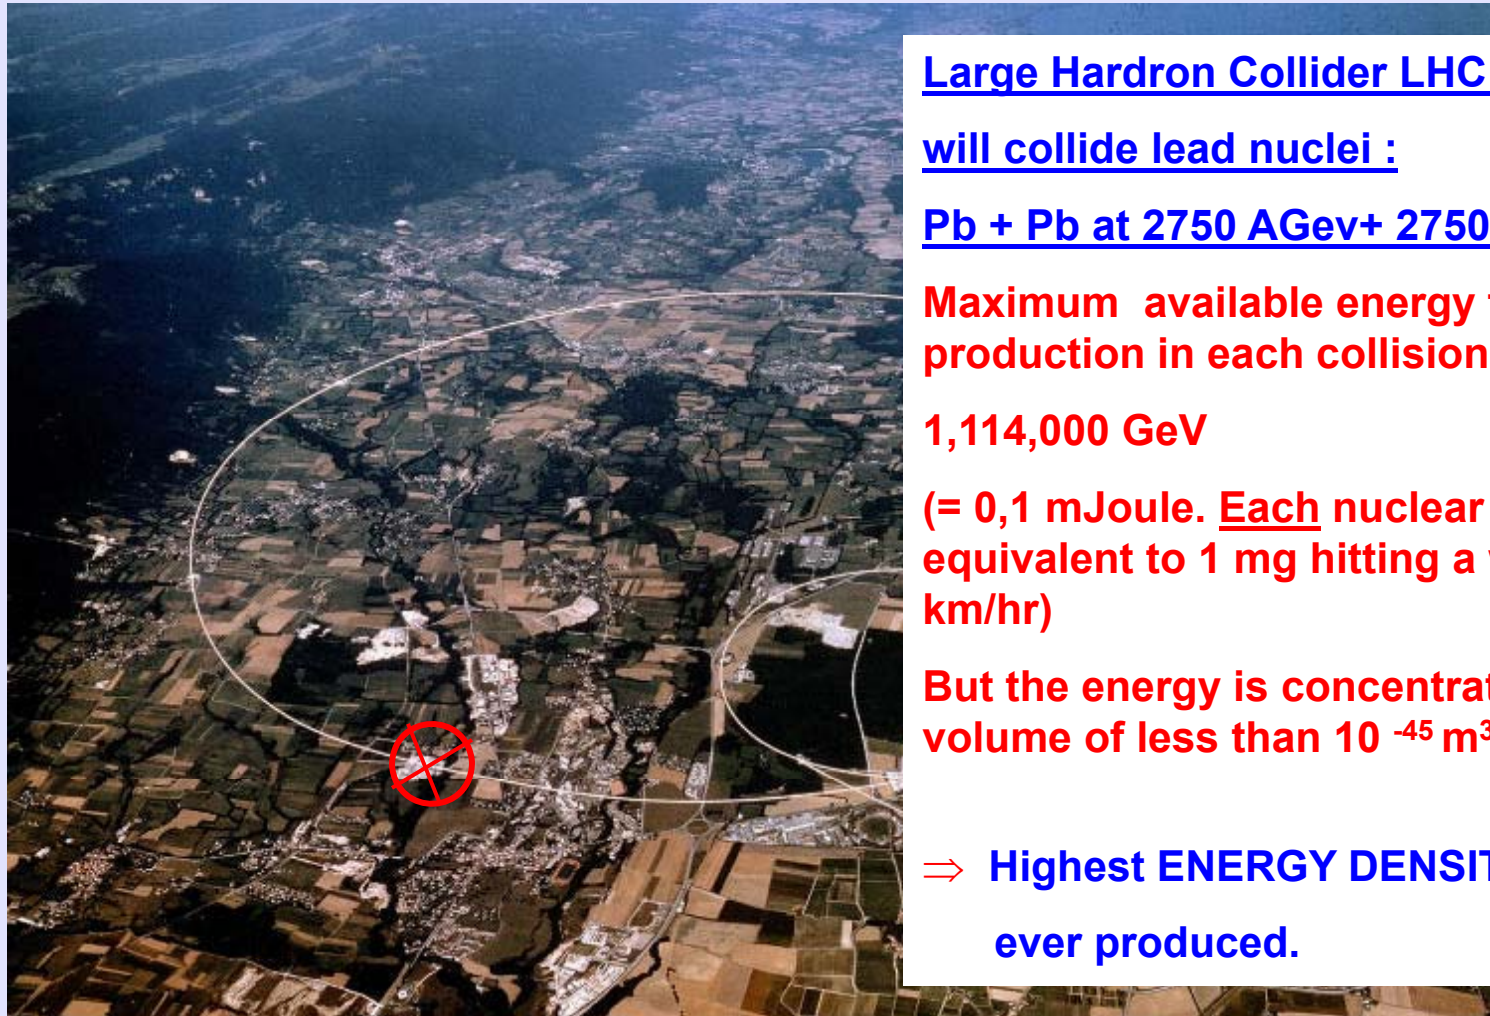 Large Hardron Collider LHC
will collide lead nuclei :
Pb + Pb at 2750 AGev+ 2750
Maximum available energy
production in each collision
1,114,000 GeV
(= 0,1 mJoule. Each nuclear
equivalent to 1 mg hitting a
km/hr)
But the energy is
volume of less than 10 -45 m3
⇒ Highest ENERGY
ever produced.